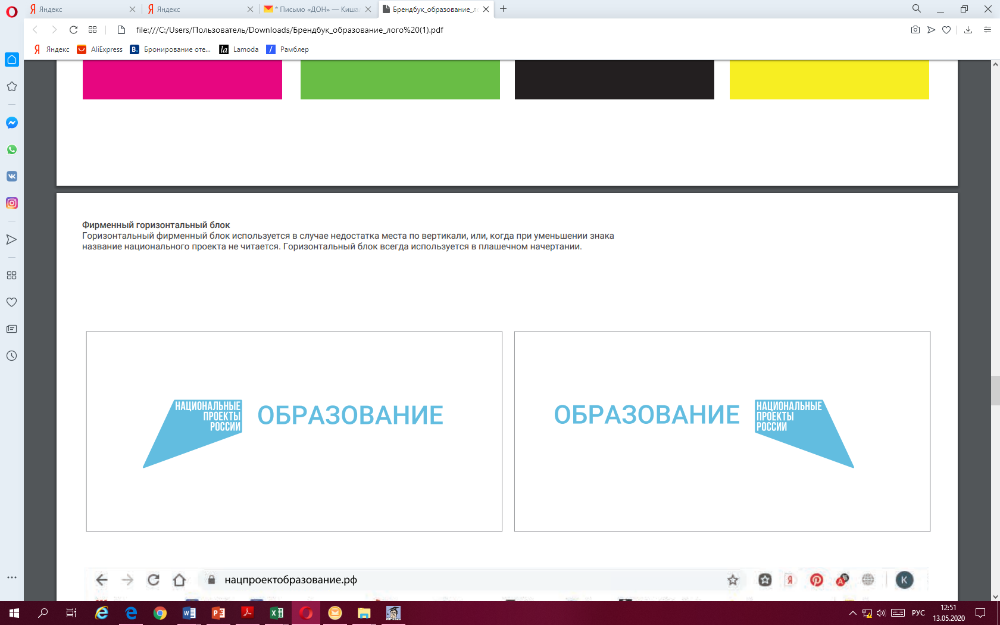 Яндекс
Яндекс
* Письмо «ДОН» — Киша
Брендбук_образование_л
file:///C:/Users/Пользователь/Downloads/Брендбук_образование_лого%20(1).pdf
Яндекс
AliExpress
Бронирование оте...
Lamoda
Рамблер
Фирменный горизонтальный блок
Горизонтальный фирменный блок используется в случае недостатка места по вертикали, или, когда при уменьшении знака
название национального проекта не читается. Горизонтальный блок всегда используется в плашечном начертании.
НАЦИОНАЛЬНЫЕ
ПРОЕКТЫ
РОССИИ
ОБРАЗОВАНИЕ
ОБРАЗОВАНИЕ
НАЦИОНАЛЬНЫЕ
ПРОЕКТЫ
РОССИИ
нацпроектобразование.рф
K
РУС
12:51
13.05.2020